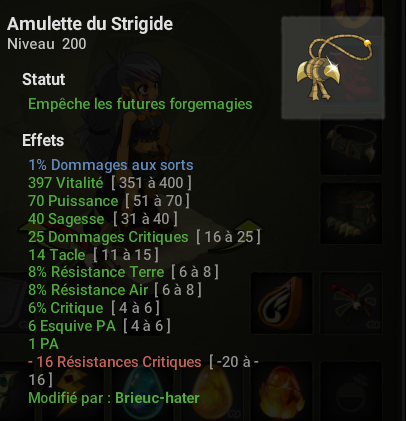 Amulette du Strigide
Niveau 200
Statut
Empêche les futures forgemagies
Effets
1% Dommages aux sorts
397 Vitalité [ 351 à 400 ]
70 Puissance [ 51 à 70 ]
40 Sagesse [ 31 à 40 ]
25 Dommages Critiques [ 16 à 25 ]
14 Tacle [ 11 à 15 ]
8% Résistance Terre [ 6 à 8 ]
8% Résistance Air [ 6 à 8 ]
6% Critique [ 4 à 6 ]
6 Esquive PA [ 4 à 6 ]
1 PA
- 16 Résistances Critiques [ -20 à -
16 ]
Modifié par : Brieuc-hater